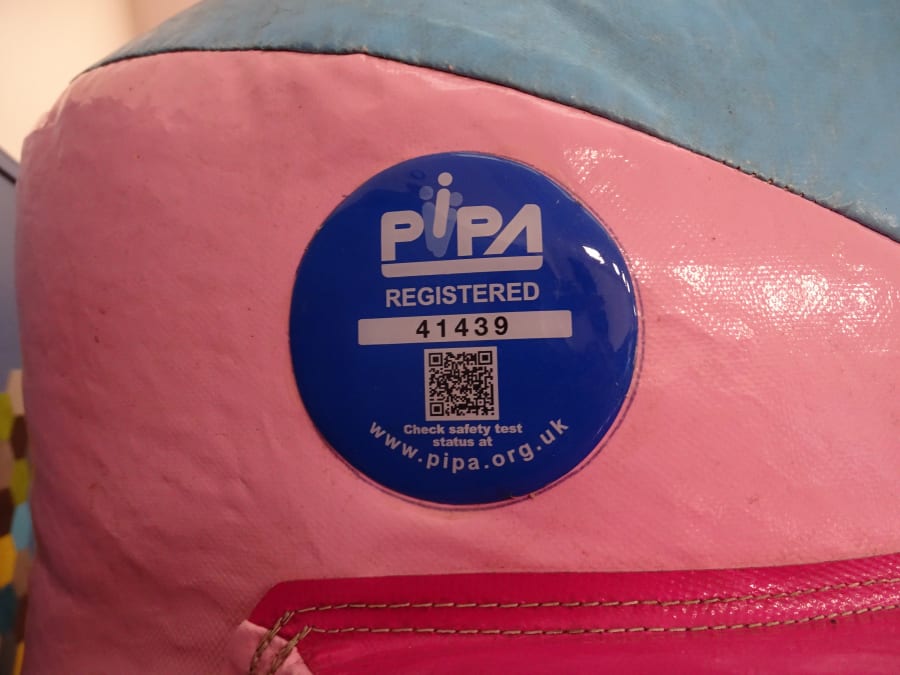 PiPA
REGISTERED
41439
Check safety test
status at
www.pipa.org.uk